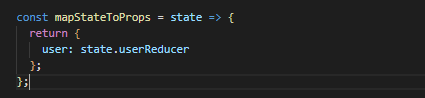 const mapStateToProps = state => {
  return {
    user: state.userReducer
  };
};